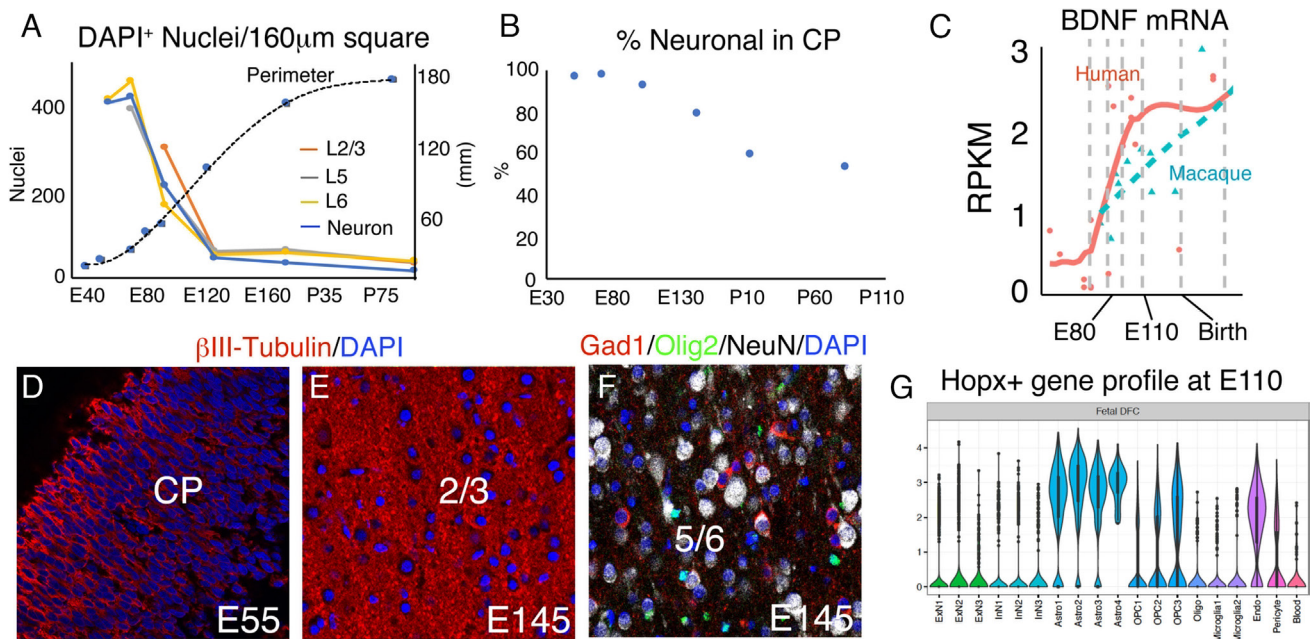 A
DAPI⁺ Nuclei/160μm square
Perimeter
Nuclei
400
200
0
180
120
60
(mm)
L2/3
L5
L6
Neuron
E40 E80 E120 E160 P35 P75
B
% Neuronal in CP
%
100
80
60
40
20
0
E30 E80 E130 P10 P60 P110
C
BDNF mRNA
RPKM
3
2
1
0
Human
Macaque
E80 E110 Birth
βIII-Tubulin/DAPI
D
CP
E55
E
2/3
E145
Gad1/Olig2/NeuN/DAPI
F
5/6
E145
G
Hopx+ gene profile at E110
Fetal DFC
4
3
2
1
0
ExN1
ExN2
ExN3
InN1
InN2
InN3
Astro1
Astro2
Astro3
Astro4
OPC1
OPC2
OPC3
Oligo
Microglia1
Microglia2
Endo
Pericyte
Blood